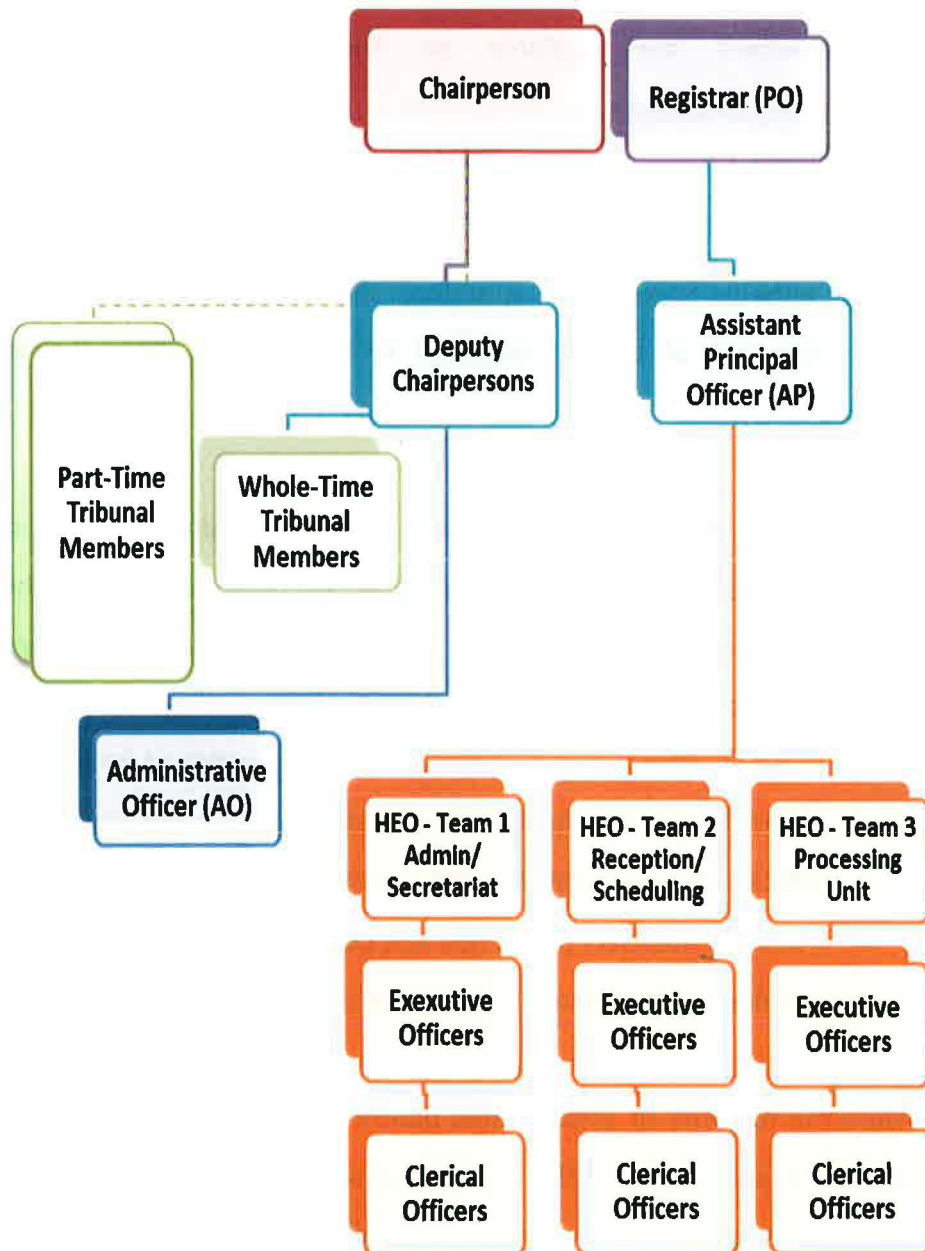 Chairperson
Registrar (PO)
Deputy
Chairpersons
Assistant
Principal
Officer (AP)
Part-Time
Tribunal
Members
Whole-Time
Tribunal
Members
Administrative
Officer (AO)
HEO - Team 1
Admin/
Secretariat
HEO - Team 2
Reception/
Scheduling
HEO - Team 3
Processing
Unit
Exexutive
Officers
Executive
Officers
Executive
Officers
Clerical
Officers
Clerical
Officers
Clerical
Officers